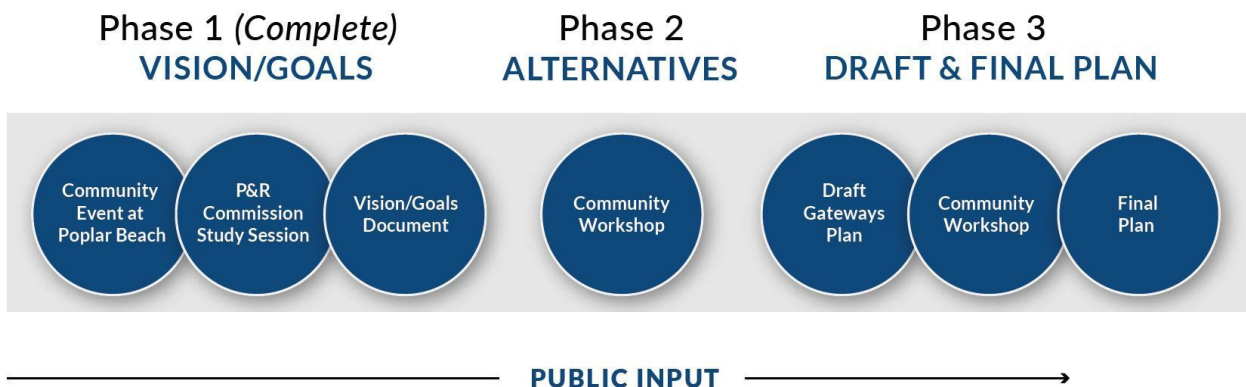 Phase 1 (Complete)
VISION/GOALS
Phase 2
ALTERNATIVES
Phase 3
DRAFT & FINAL PLAN
Community
Event at
Poplar Beach
P&R
Commission
Study Session
Vision/Goals
Document
Community
Workshop
Draft
Gateways
Plan
Community
Workshop
Final
Plan
PUBLIC INPUT